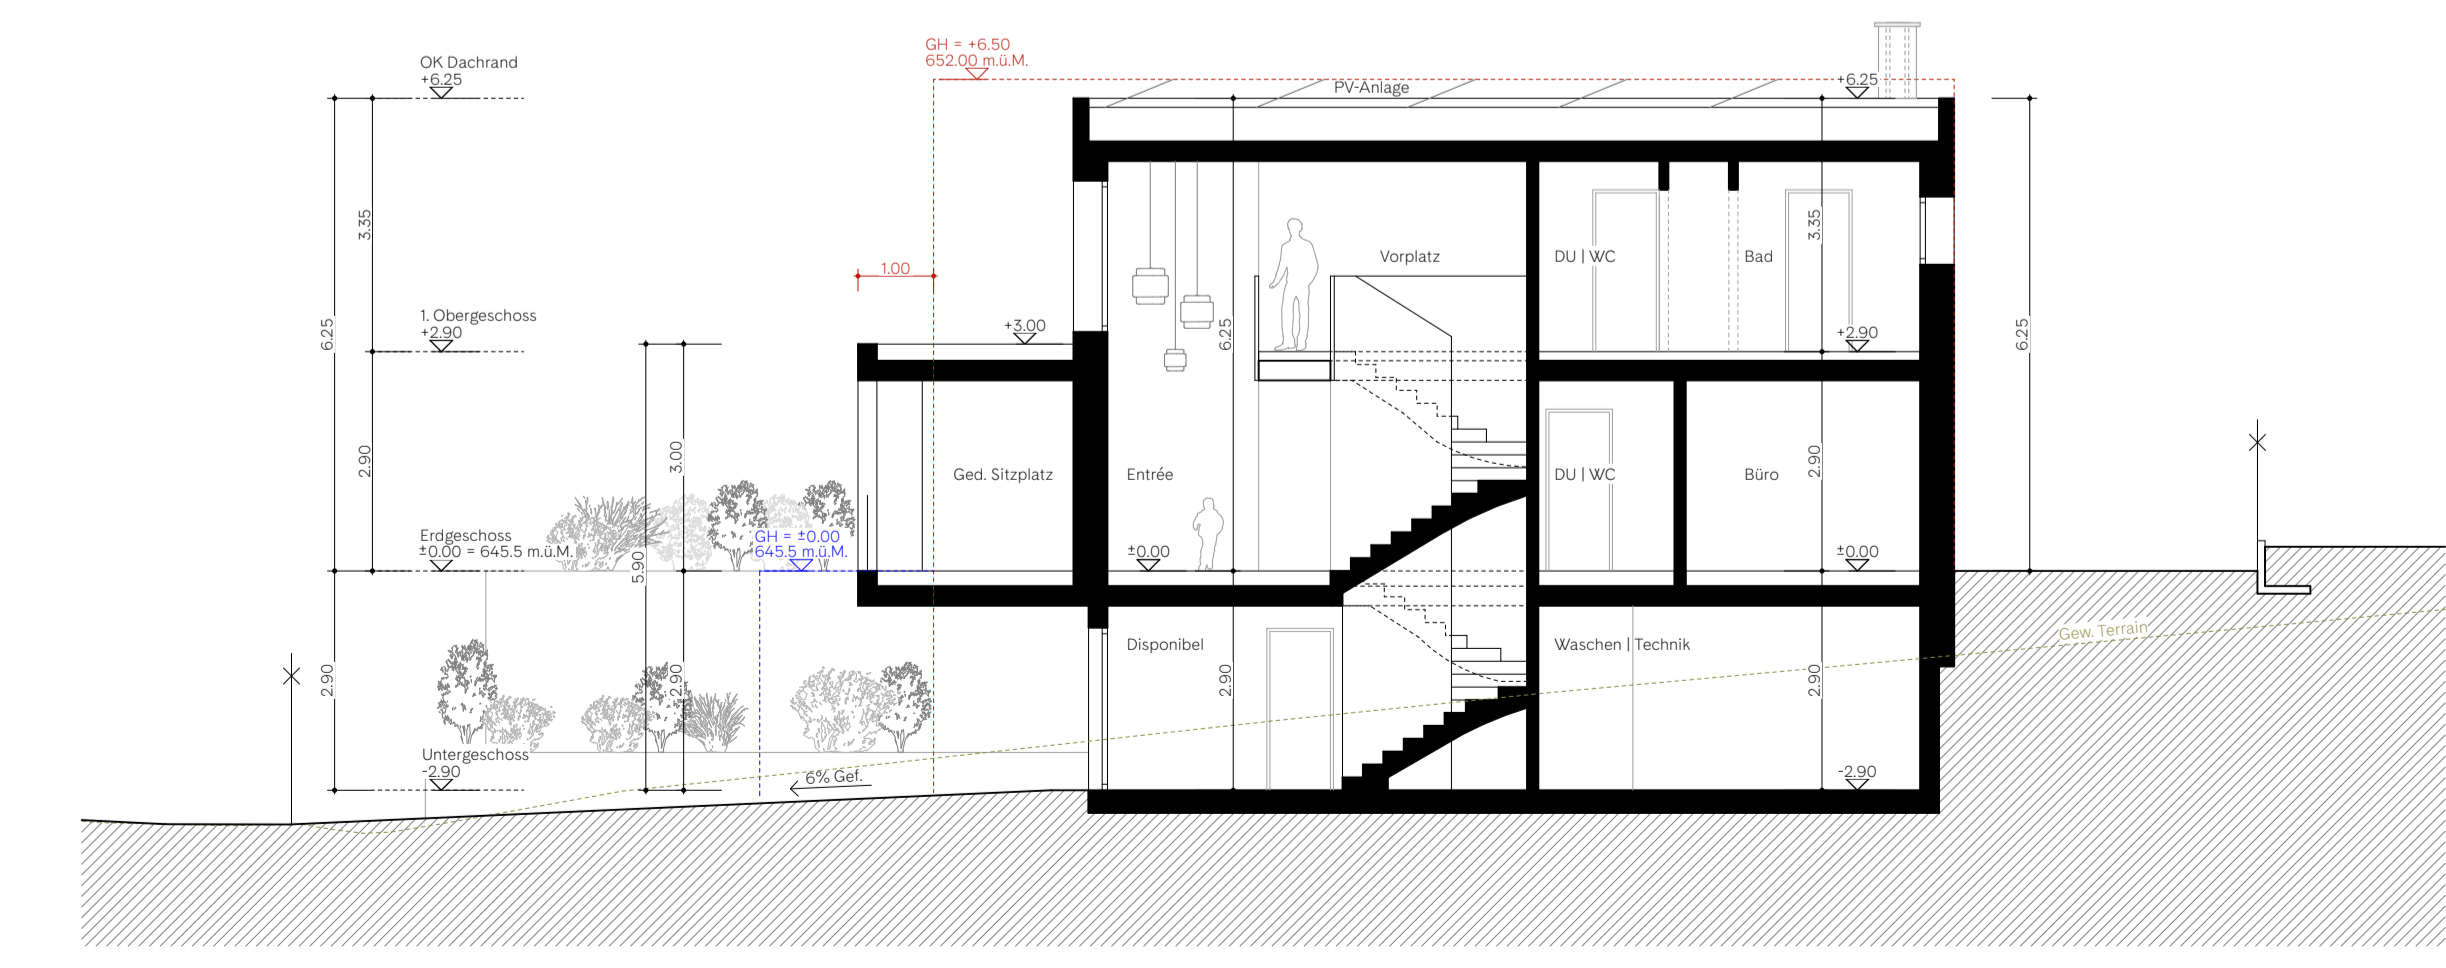 GH = +6.50
652.00 m.ü.M.
OK Dachrand
+6.25
PV-Anlage
+6.25
3.35
3.35
1.00
Vorplatz
DU | WC
Bad
1. Obergeschoss
+2.90
6.25
+3.00
6.25
+2.90
6.25
2.90
3.00
Ged. Sitzplatz
Entrée
DU | WC
Büro
2.90
Erdgeschoss
±0.00 = 645.5 m.ü.M.
5.90
GH = ±0.00
645.5 m.ü.M.
±0.00
±0.00
Disponibel
Waschen | Technik
Gew. Terrain
2.90
2.90
2.90
2.90
Untergeschoss
-2.90
6% Gef.
-2.90